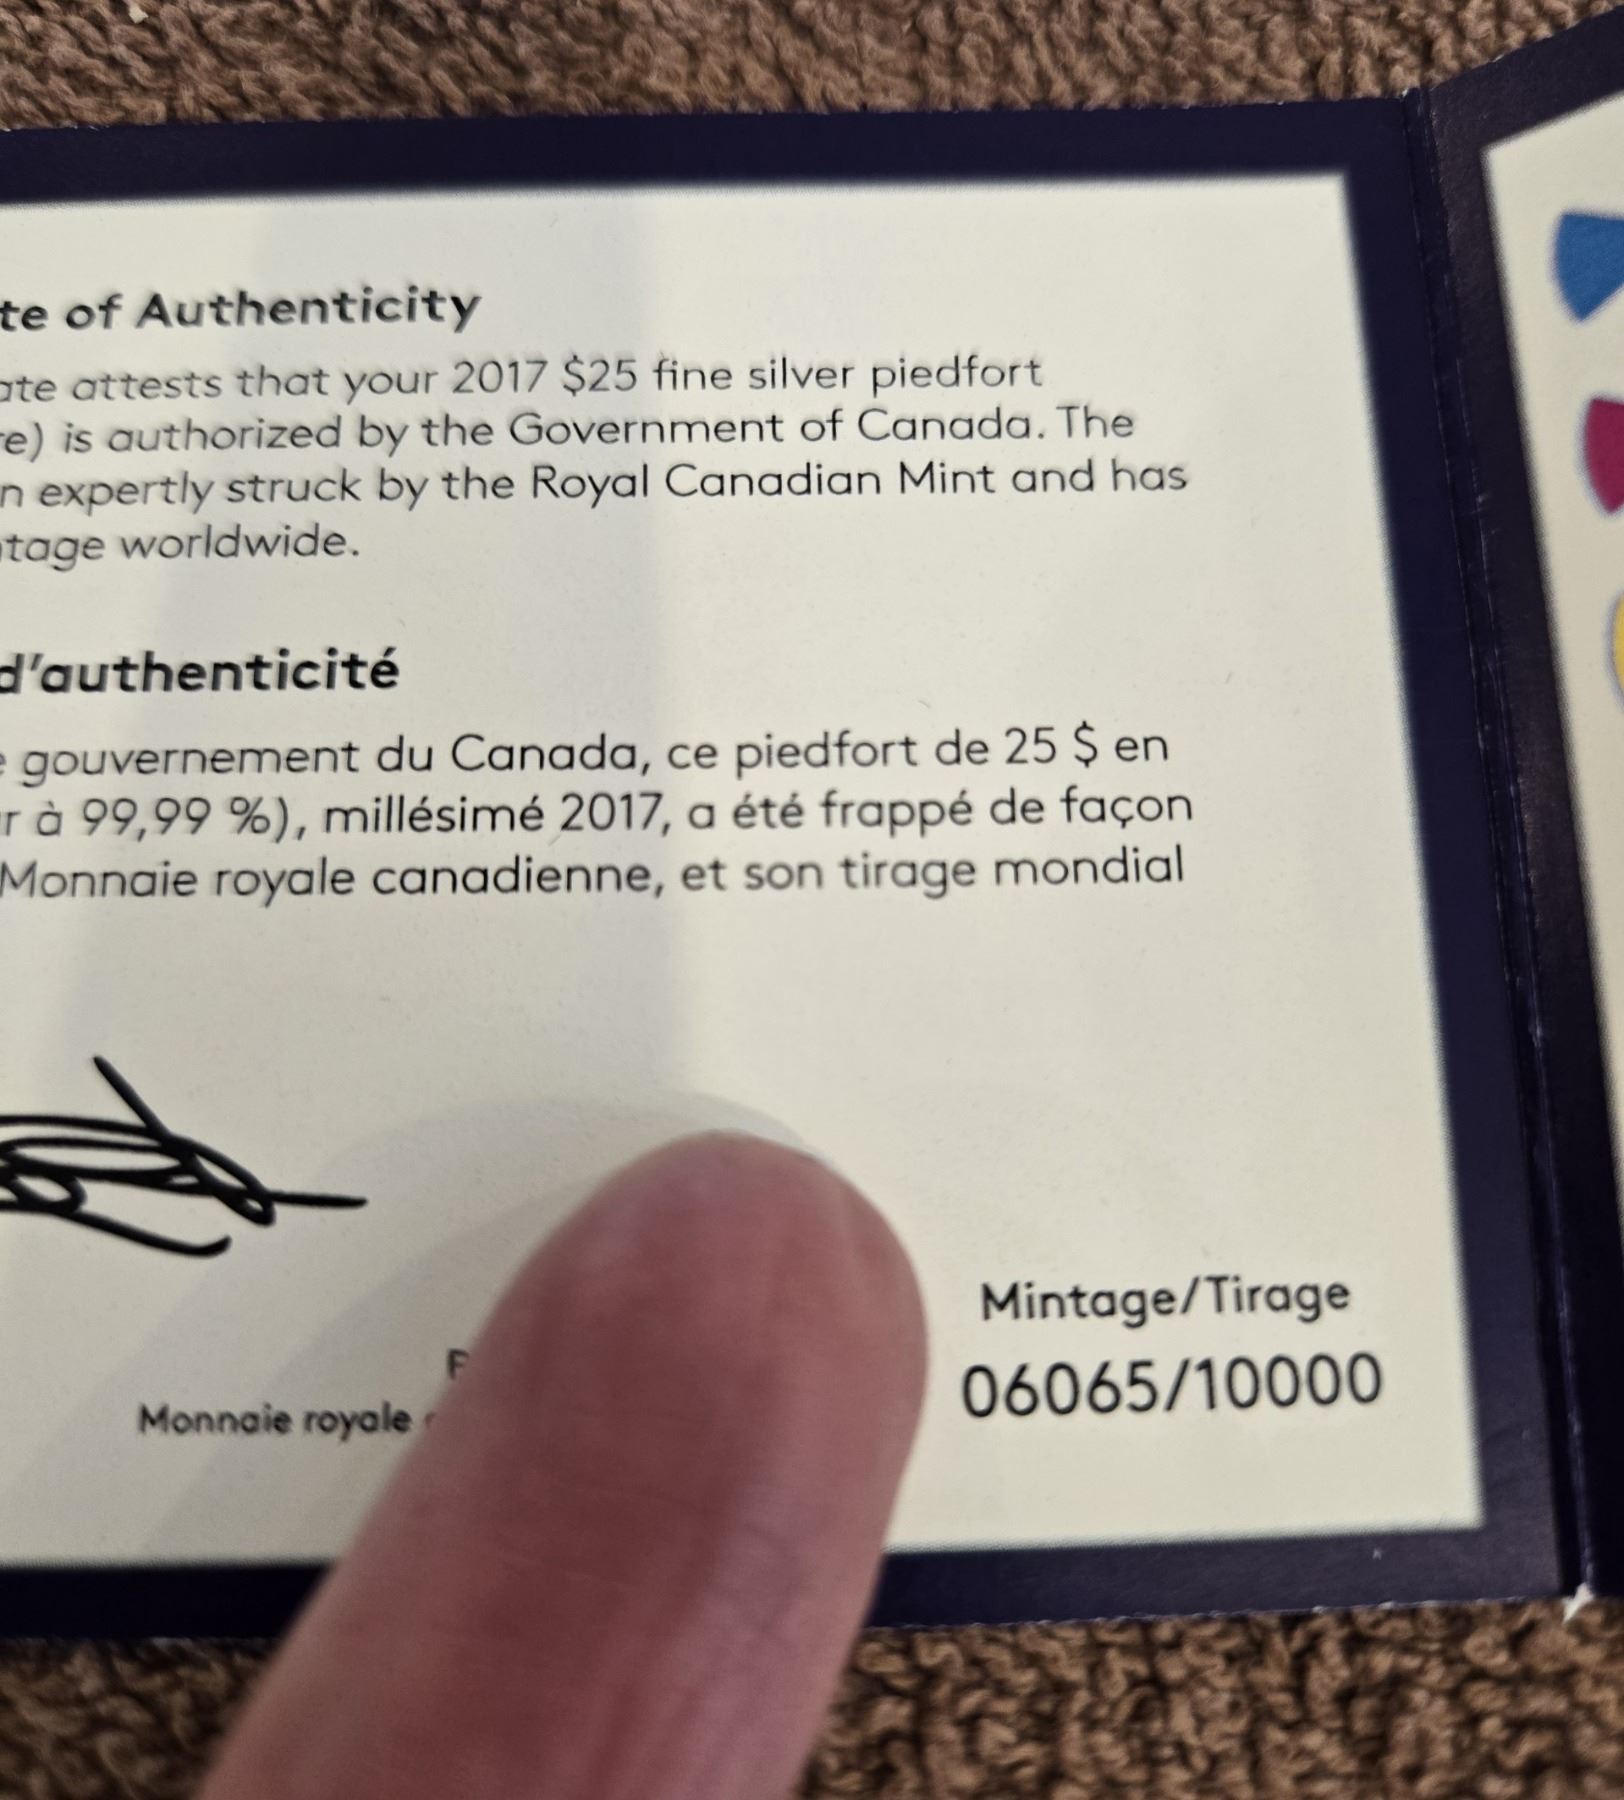 te of Authenticity
ate attests that your 2017 $25 fine silver piedfort
re) is authorized by the Government of Canada. The
n expertly struck by the Royal Canadian Mint and has
ntage worldwide.
d'authenticité
e gouvernement du Canada, ce piedfort de 25 $ en
r à 99,99 %), millésimé 2017, a été frappé de façon
Monnaie royale canadienne, et son tirage mondial
Mintage/Tirage
06065/10000
Monnaie royale